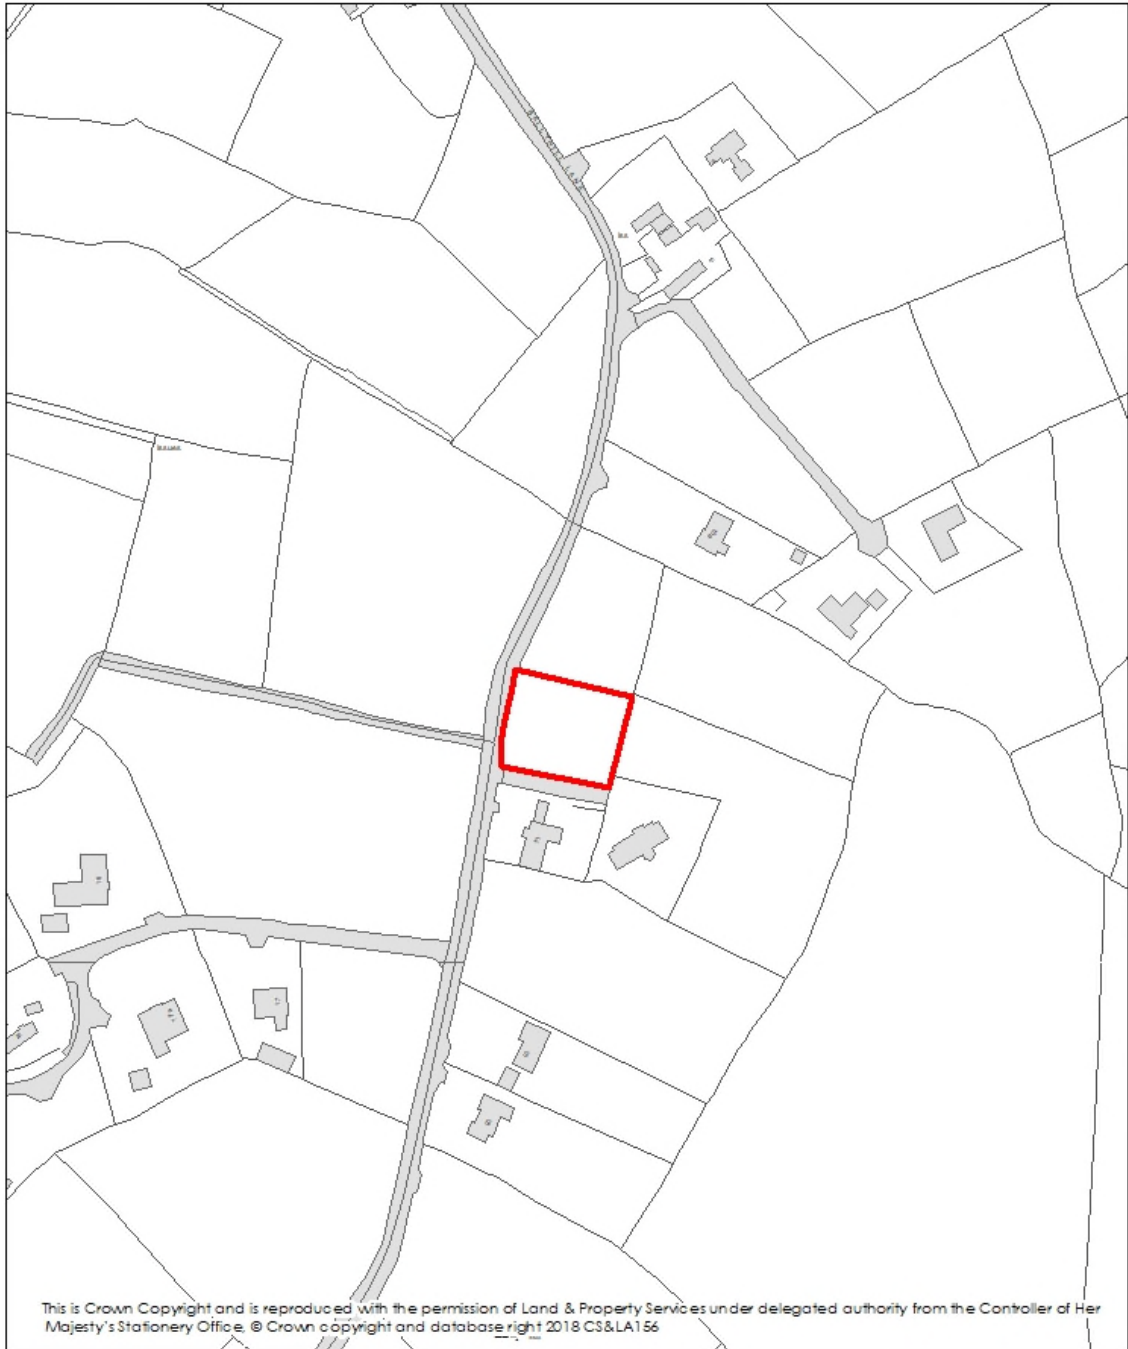 This is Crown Copyright and is reproduced with the permission of Land & Property Services under delegated authority from the Controller of Her
Majesty's Stationery Office, © Crown copyright and database right 2018 CS&LA156